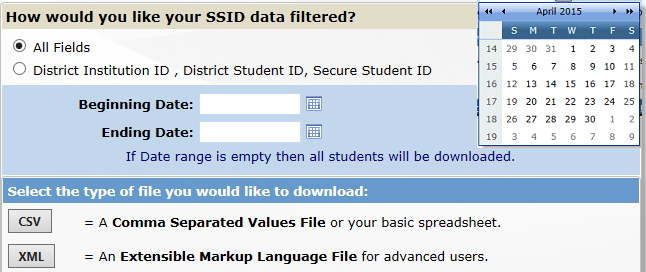 How would you like your SSID data filtered?
All Fields
District Institution ID , District Student ID, Secure Student ID
Beginning Date:
Ending Date:
If Date range is empty then all students will be downloaded.
Select the type of file you would like to download:
CSV = A Comma Separated Values File or your basic spreadsheet.
XML = An Extensible Markup Language File for advanced users.
April 2015
S M T W T F S
14 29 30 31 1 2 3 4
15 5 6 7 8 9 10 11
16 12 13 14 15 16 17 18
17 19 20 21 22 23 24 25
18 26 27 28 29 30 1 2
19 3 4 5 6 7 8 9